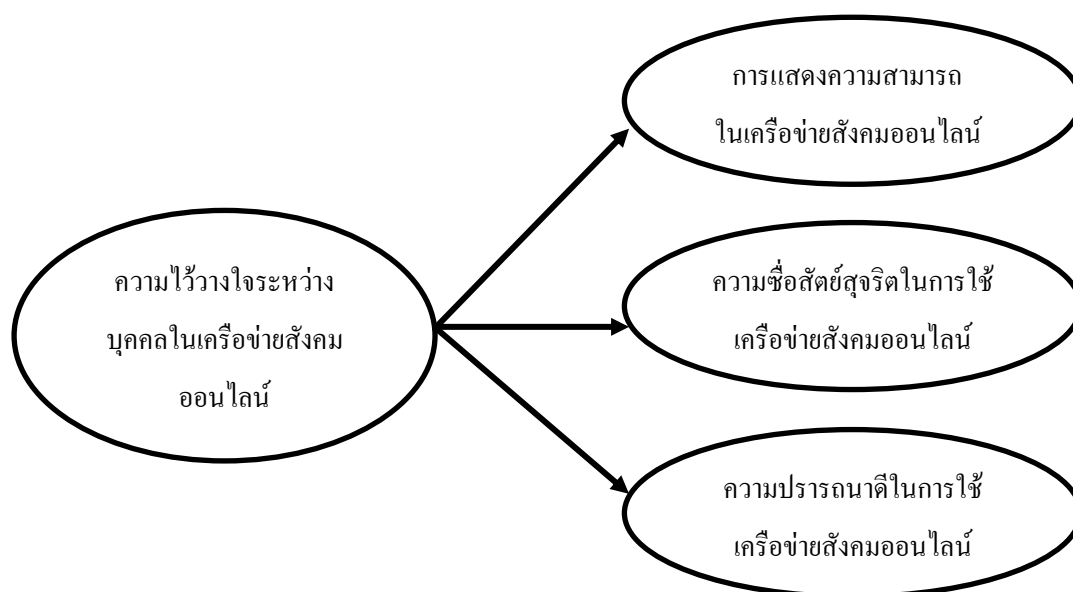 การแสดงความสามารถ
ในเครือข่ายสังคมออนไลน์
ความไว้วางใจระหว่าง
บุคคลในเครือข่ายสังคม
ออนไลน์
ความซื่อสัตย์สุจริตในการใช้
เครือข่ายสังคมออนไลน์
ความปรารถนาดีในการใช้
เครือข่ายสังคมออนไลน์